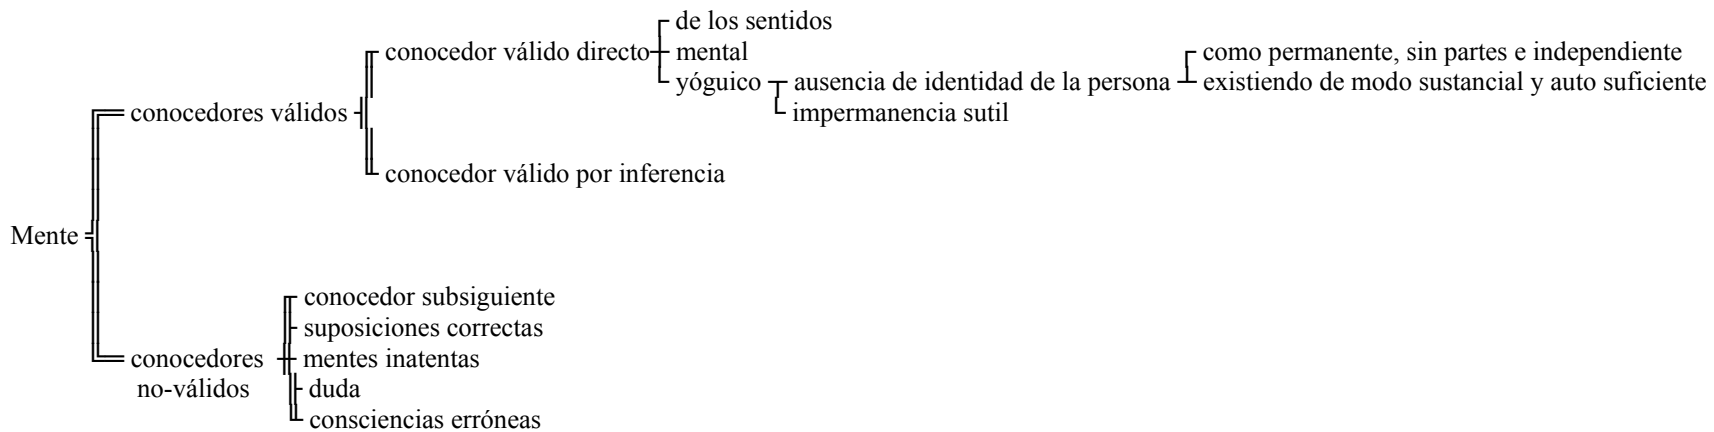 de los sentidos
conocedor válido directo mental como permanente, sin partes e independiente
yóguico ausencia de identidad de la persona existiendo de modo sustancial y auto suficiente
conocedores válidos impermanencia sutil
conocedor válido por inferencia
Mente
conocedor subsiguiente
suposiciones correctas
conocedores mentes inatentas
no-válidos duda
consciencias erróneas